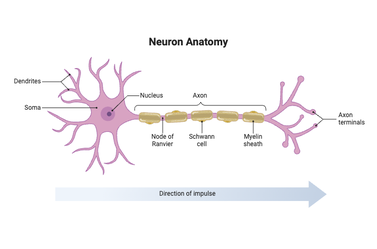 Neuron Anatomy
Dendrites
Nucleus
Axon
Soma
Axon
terminals
Node of
Ranvier
Schwann
cell
Myelin
sheath
Direction of impulse